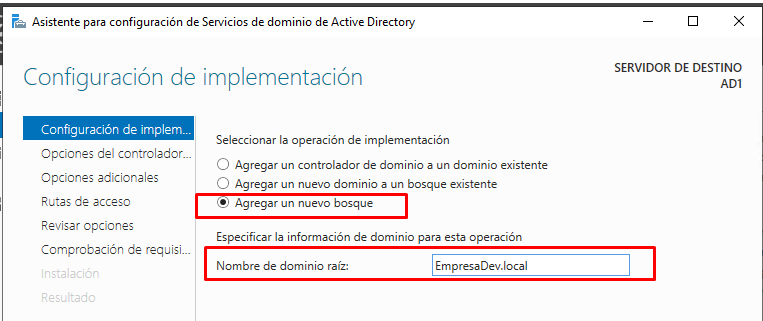 Asistente para configuración de Servicios de dominio de Active Directory
Configuración de implementación
SERVIDOR DE DESTINO
AD1
Configuración de implem...
Opciones del controlador...
Opciones adicionales
Rutas de acceso
Revisar opciones
Comprobación de requisi...
Instalación
Resultado
Seleccionar la operación de implementación
Agregar un controlador de dominio a un dominio existente
Agregar un nuevo dominio a un bosque existente
Agregar un nuevo bosque
Especificar la información de dominio para esta operación
Nombre de dominio raíz: EmpresaDev.local